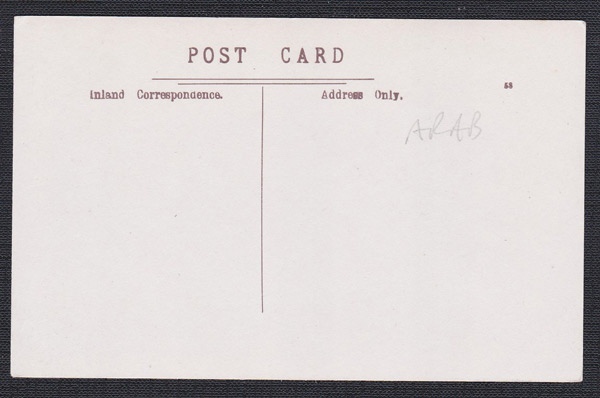 POST CARD
Inland Correspondence.
Address Only.
58
ARAB